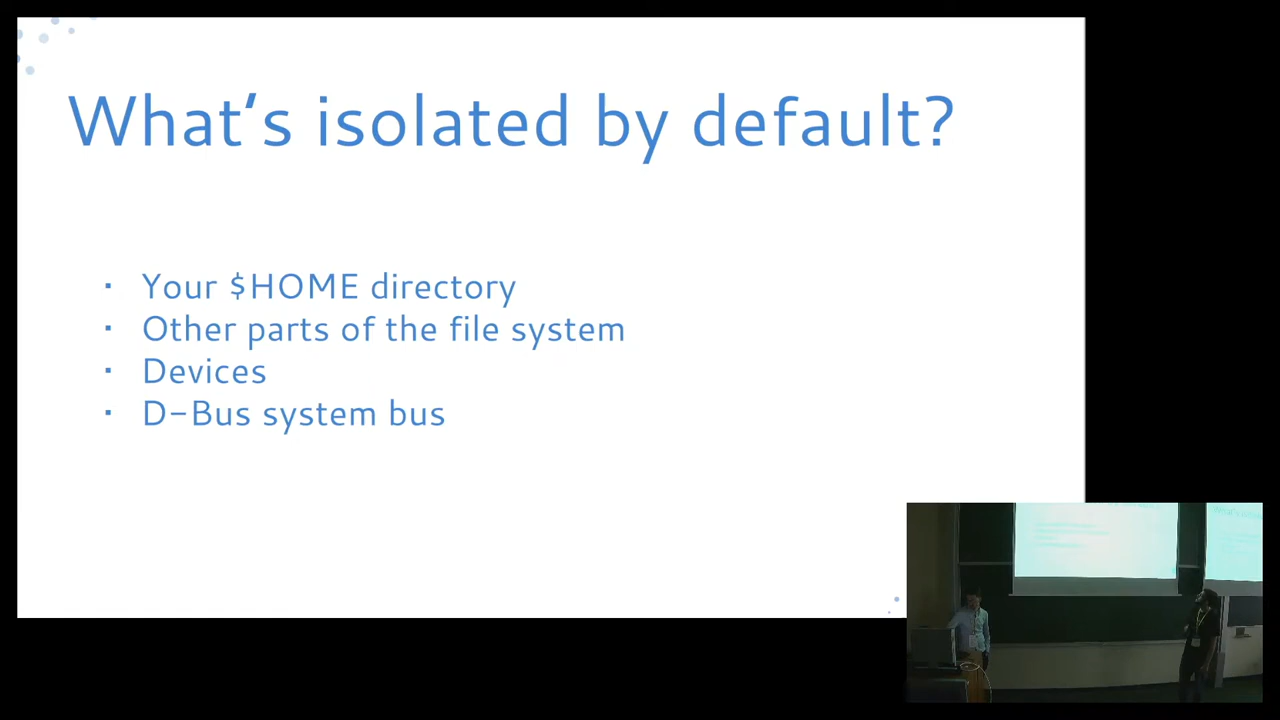 What's isolated by default?
· Your $HOME directory
· Other parts of the file system
· Devices
· D-Bus system bus